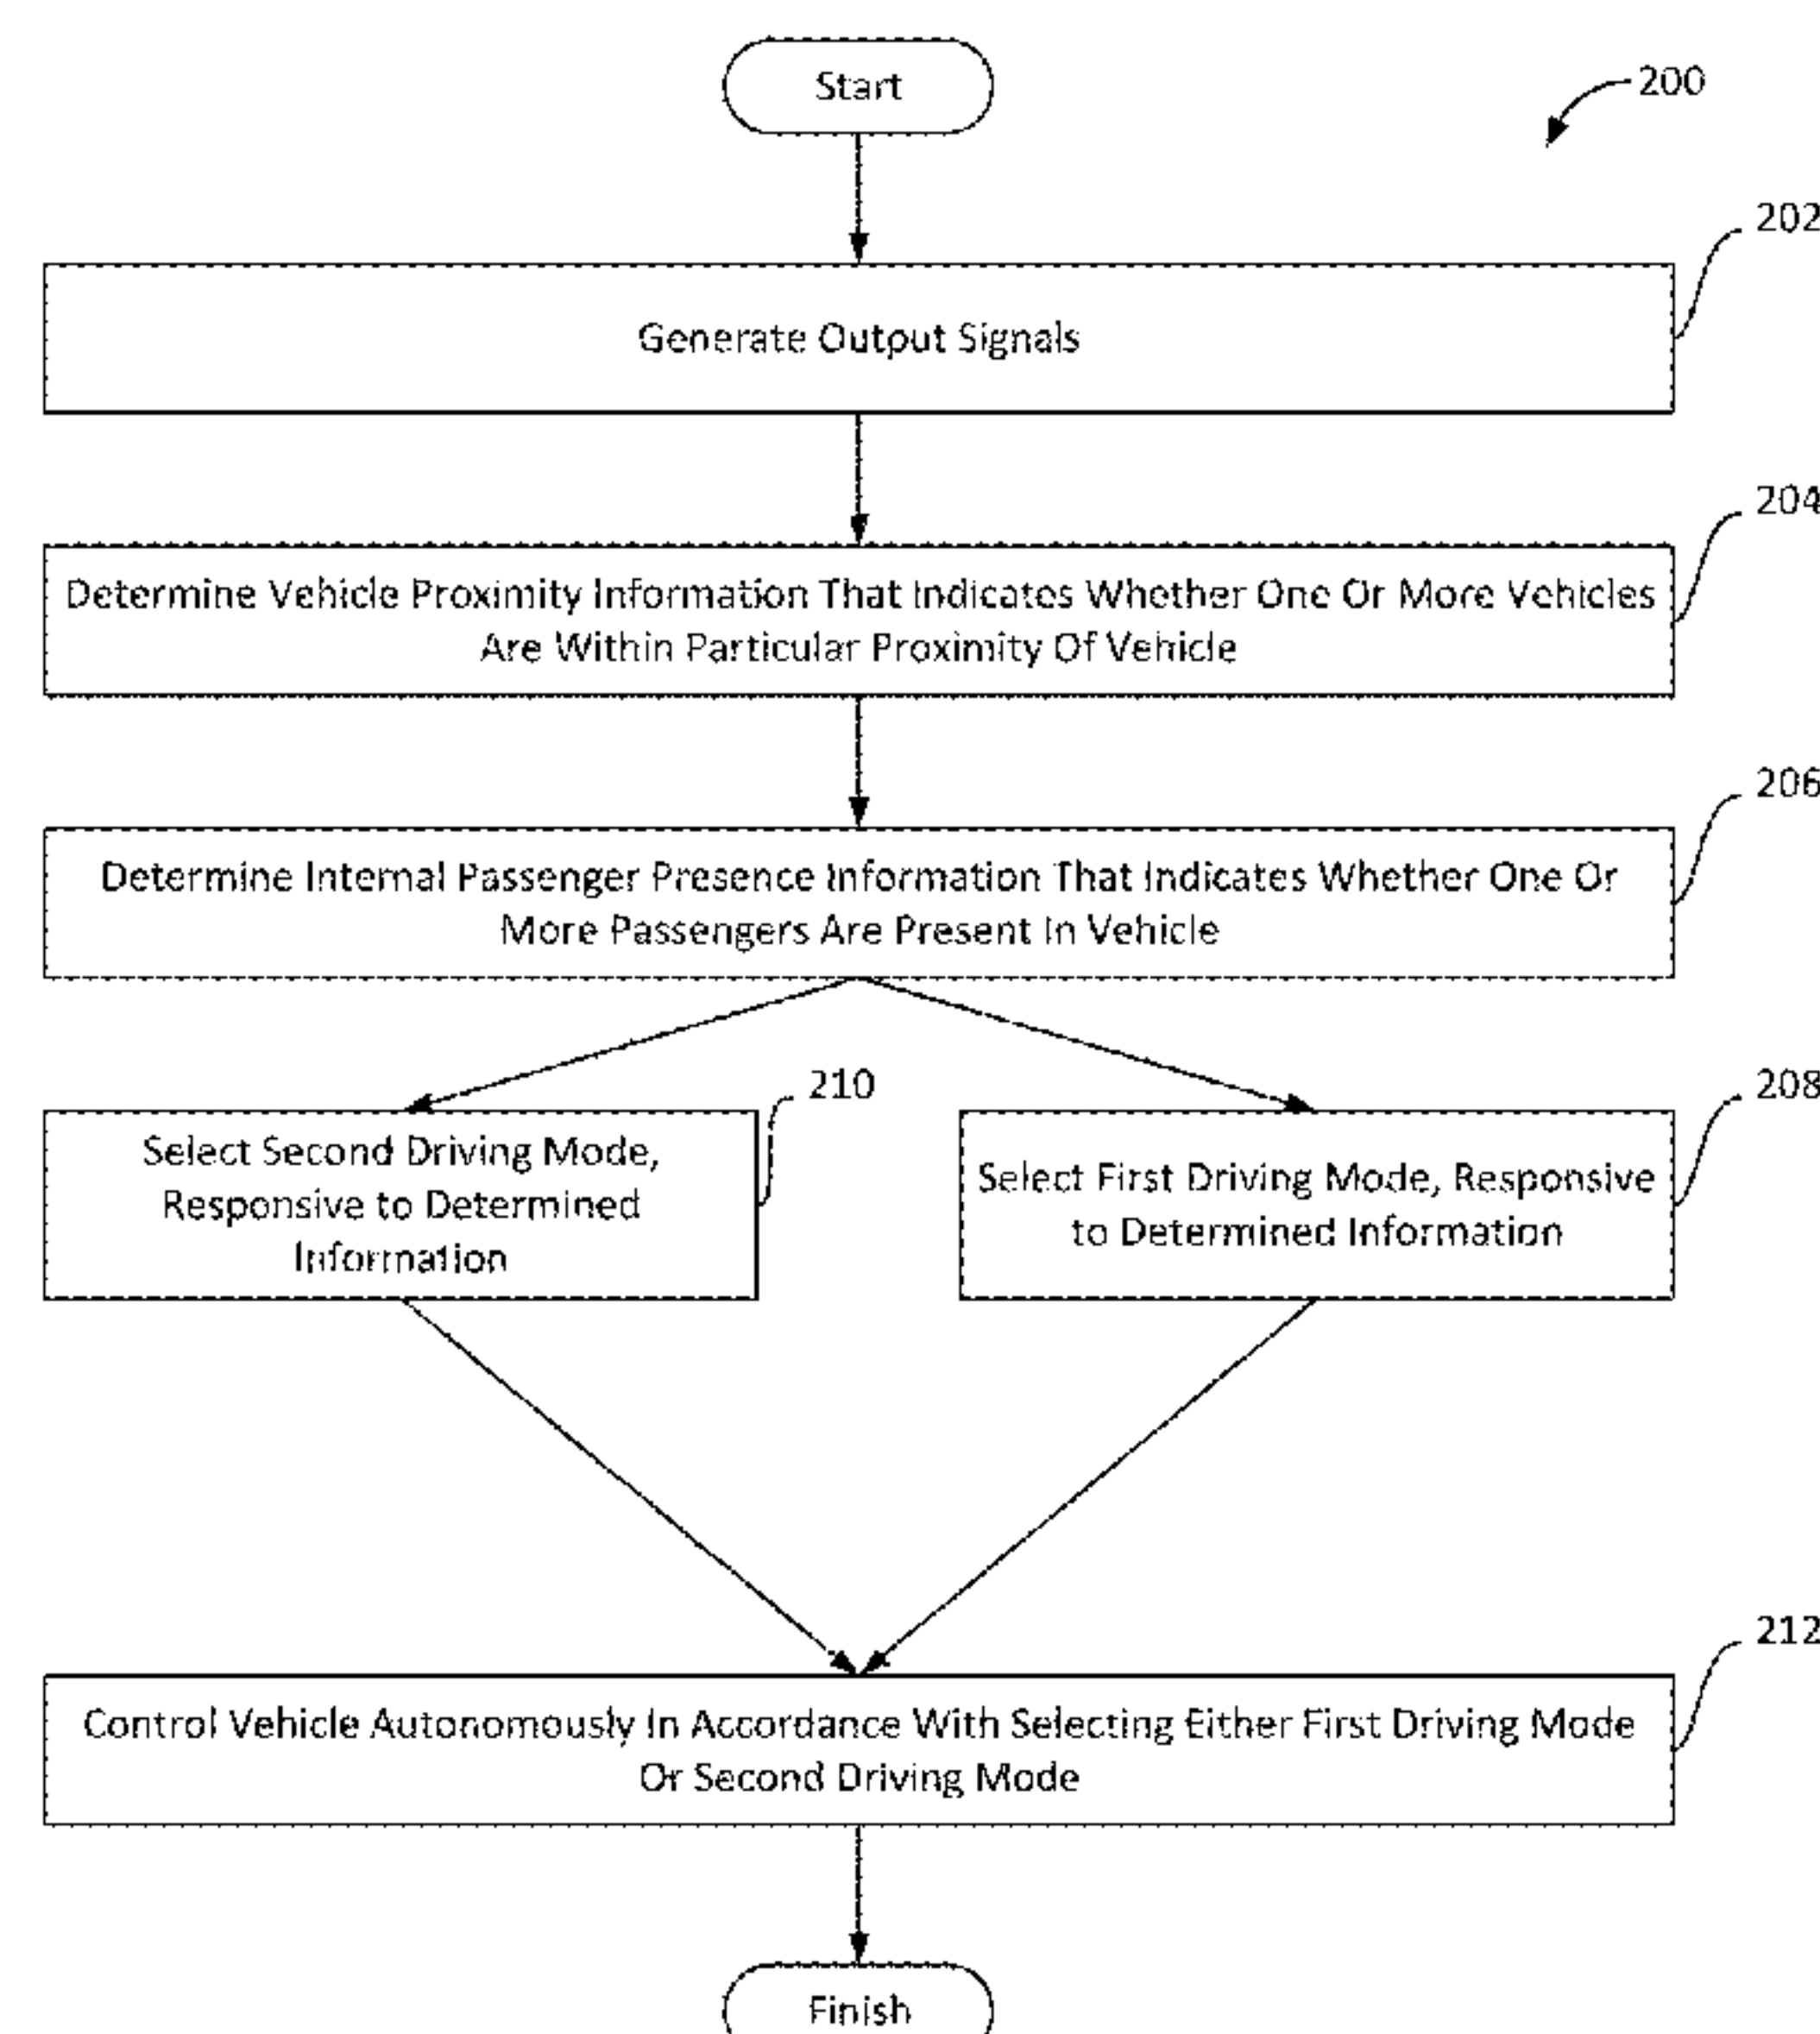 Start
200
202
Generate Output Signals
204
Determine Vehicle Proximity Information That Indicates Whether One Or More Vehicles
Are Within Particular Proximity Of Vehicle
206
Determine Internal Passenger Presence Information That Indicates Whether One Or
More Passengers Are Present In Vehicle
210
208
Select Second Driving Mode,
Responsive to Determined
Information
Select First Driving Mode, Responsive
to Determined Information
212
Control Vehicle Autonomously In Accordance With Selecting Either First Driving Mode
Or Second Driving Mode
Finish